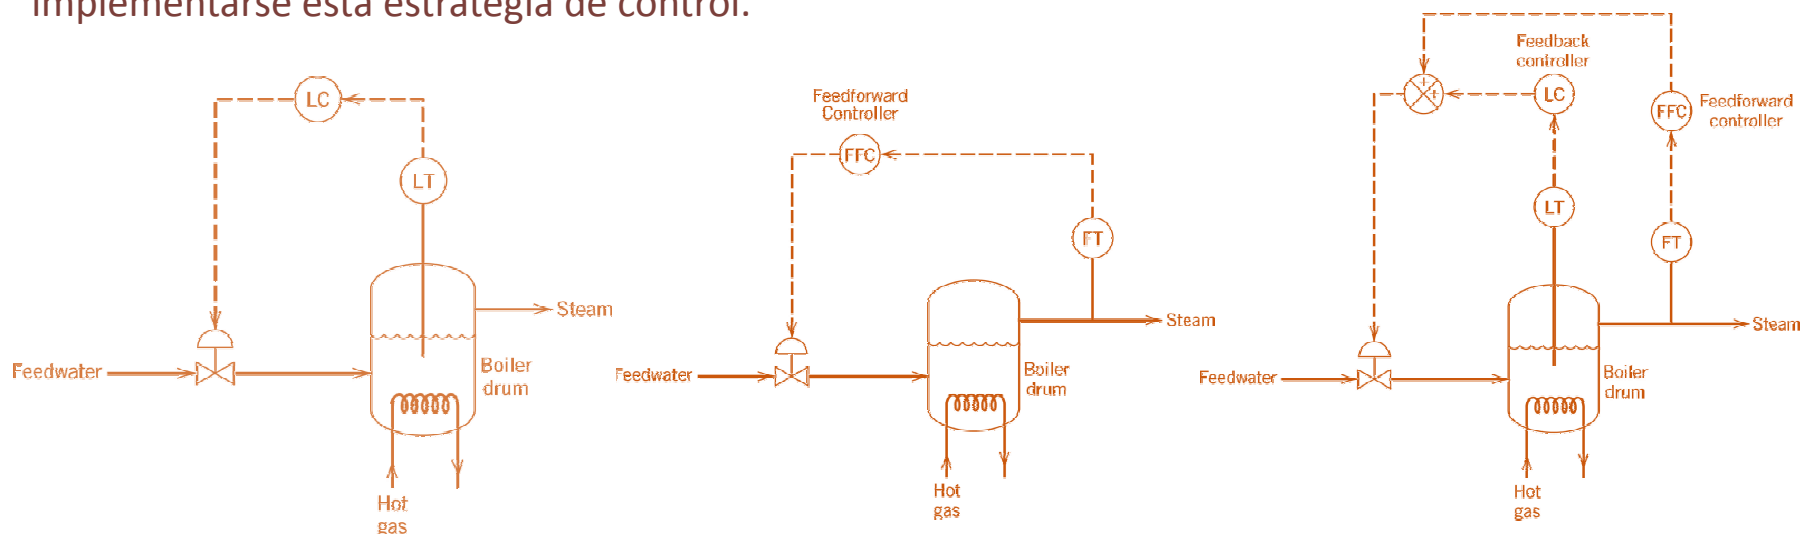 implementarse esta estrategia de control.
LC
LT
Steam
Feedwater
Boiler
drum
Hot
gas
Feedforward
Controller
FFC
FT
Steam
Feedwater
Boiler
drum
Hot
gas
Feedback
controller
+
+
LC
FFC
Feedforward
controller
LT
FT
Steam
Feedwater
Boiler
drum
Hot
gas